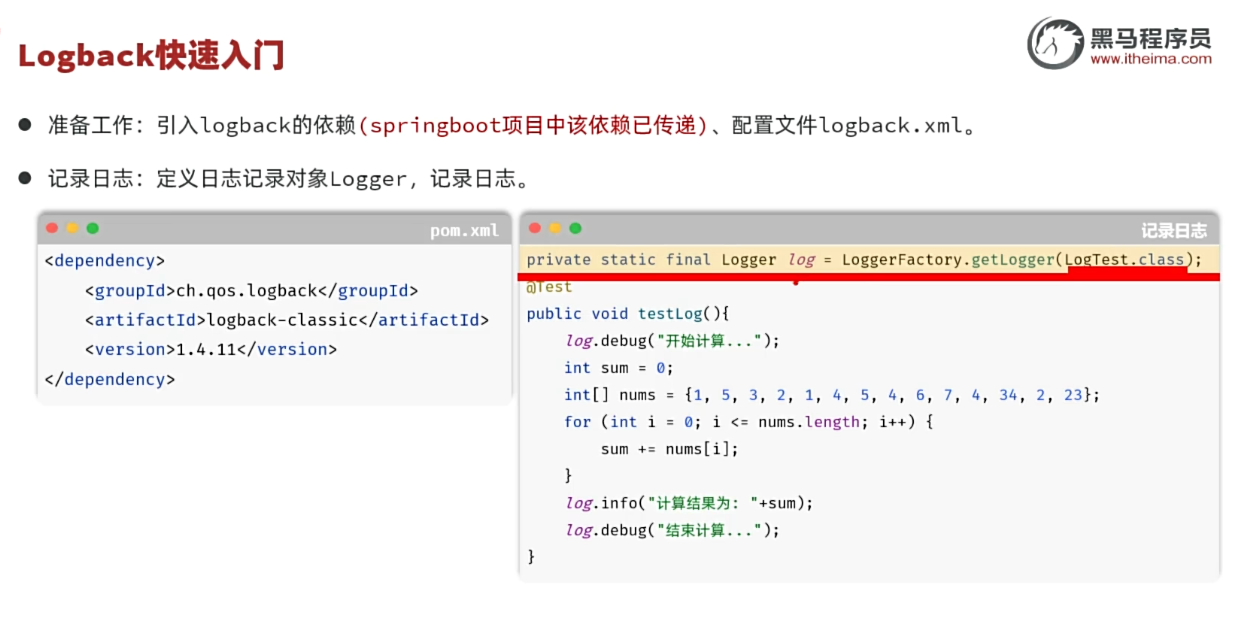 Logback快速入门
黑马程序员
www.itheima.com
● 准备工作：引入logback的依赖(springboot项目中该依赖已传递)、配置文件logback.xml。
● 记录日志：定义日志记录对象Logger，记录日志。
pom.xml
<dependency>
    <groupId>ch.qos.logback</groupId>
    <artifactId>logback-classic</artifactId>
    <version>1.4.11</version>
</dependency>
记录日志
private static final Logger log = LoggerFactory.getLogger(LogTest.class);
@Test
public void testLog(){
    log.debug("开始计算...");
    int sum = 0;
    int[] nums = {1, 5, 3, 2, 1, 4, 5, 4, 6, 7, 4, 34, 2, 23};
    for (int i = 0; i <= nums.length; i++) {
        sum += nums[i];
    }
    log.info("计算结果为: "+sum);
    log.debug("结束计算...");
}